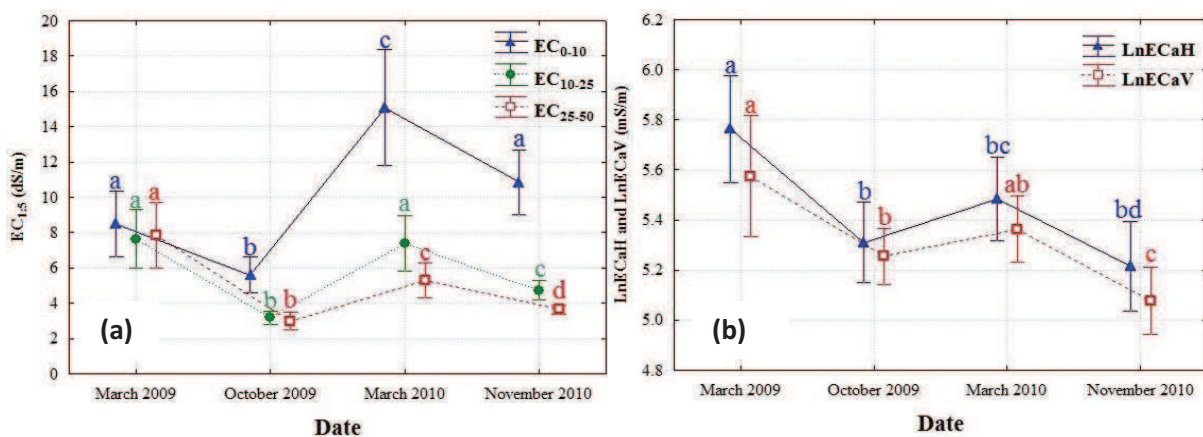 20
18
16
14
12
10
8
6
4
2
0
EC1:5 (dS/m)
c
EC0-10
EC10-25
EC25-50
a
a
a
a
b
a
b
b
c
c
d
(a)
March 2009
October 2009
March 2010
November 2010
Date
6.2
6.0
5.8
5.6
5.4
5.2
5.0
4.8
LnECaH and LnECaV (mS/m)
LnECaH
LnECaV
a
a
bc
b
ab
bd
b
c
(b)
March 2009
October 2009
March 2010
November 2010
Date